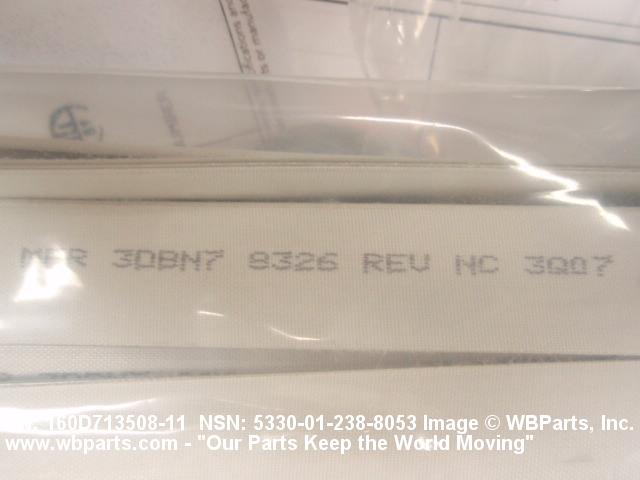 MFR 3DBN7 8326 REV NC 3Q07
160D713508-11 NSN: 5330-01-238-8053 Image © WBParts, Inc.
www.wbparts.com - "Our Parts Keep the World Moving"